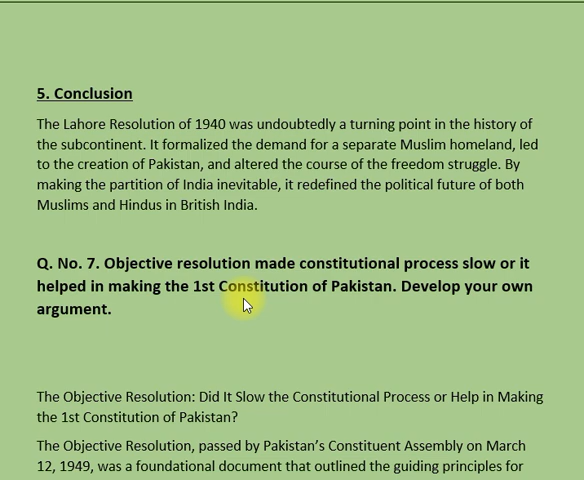 5. Conclusion
The Lahore Resolution of 1940 was undoubtedly a turning point in the history of
the subcontinent. It formalized the demand for a separate Muslim homeland, led
to the creation of Pakistan, and altered the course of the freedom struggle. By
making the partition of India inevitable, it redefined the political future of both
Muslims and Hindus in British India.
Q. No. 7. Objective resolution made constitutional process slow or it
helped in making the 1st Constitution of Pakistan. Develop your own
argument.
The Objective Resolution: Did It Slow the Constitutional Process or Help in Making
the 1st Constitution of Pakistan?
The Objective Resolution, passed by Pakistan’s Constituent Assembly on March
12, 1949, was a foundational document that outlined the guiding principles for